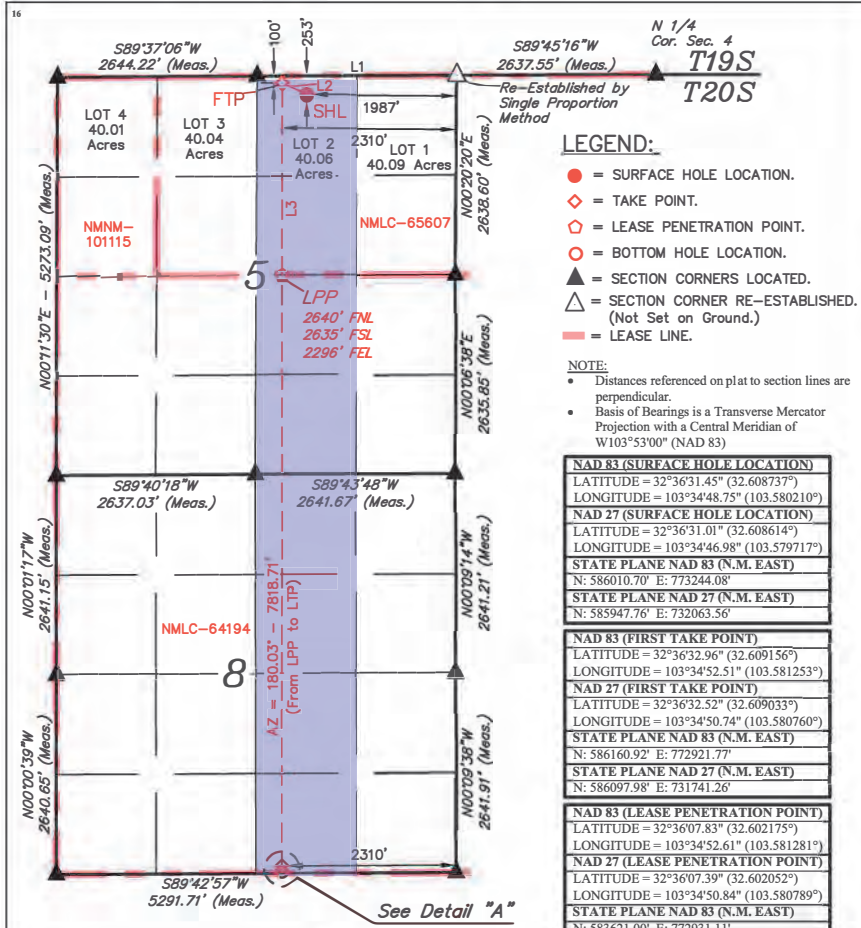 16
S89°37'06"W
2644.22' (Meas.)
100'
253'
L1
S89°45'16"W
2637.55' (Meas.)
N 1/4
Cor. Sec. 4
T19S
T20S
FTP
L2
SHL
1987'
Re-Established by
Single Proportion
Method
2310'
LOT 4
40.01
Acres
LOT 3
40.04
Acres
LOT 2
40.06
Acres
LOT 1
40.09 Acres
N00°20'20"E
2638.60' (Meas.)
L3
NMNM-
101115
NMLC-65607
N00°11'30"E - 5273.09' (Meas.)
5
LPP
2640' FNL
2635' FSL
2296' FEL
N00°06'38"E
2635.85' (Meas.)
S89°40'18"W
2637.03' (Meas.)
S89°43'48"W
2641.67' (Meas.)
N00°01'17"W
2641.15' (Meas.)
N00°09'14"W
2641.21' (Meas.)
NMLC-64194
8
AZ = 180.03° - 7818.71'
(From LPP to LTP)
N00°00'39"W
2640.65' (Meas.)
N00°09'38"W
2641.91' (Meas.)
2310'
S89°42'57"W
5291.71' (Meas.)
See Detail "A"
LEGEND:
= SURFACE HOLE LOCATION.
= TAKE POINT.
= LEASE PENETRATION POINT.
= BOTTOM HOLE LOCATION.
= SECTION CORNERS LOCATED.
= SECTION CORNER RE-ESTABLISHED.
(Not Set on Ground.)
= LEASE LINE.
NOTE:
• Distances referenced on plat to section lines are
perpendicular.
• Basis of Bearings is a Transverse Mercator
Projection with a Central Meridian of
W103°53'00" (NAD 83)
NAD 83 (SURFACE HOLE LOCATION)
LATITUDE = 32°36'31.45" (32.608737°)
LONGITUDE = 103°34'48.75" (103.580210°)
NAD 27 (SURFACE HOLE LOCATION)
LATITUDE = 32°36'31.01" (32.608614°)
LONGITUDE = 103°34'46.98" (103.579717°)
STATE PLANE NAD 83 (N.M. EAST)
N: 586010.70' E: 773244.08'
STATE PLANE NAD 27 (N.M. EAST)
N: 585947.76' E: 732063.56'
NAD 83 (FIRST TAKE POINT)
LATITUDE = 32°36'32.96" (32.609156°)
LONGITUDE = 103°34'52.51" (103.581253°)
NAD 27 (FIRST TAKE POINT)
LATITUDE = 32°36'32.52" (32.609033°)
LONGITUDE = 103°34'50.74" (103.580760°)
STATE PLANE NAD 83 (N.M. EAST)
N: 586160.92' E: 772921.77'
STATE PLANE NAD 27 (N.M. EAST)
N: 586097.98' E: 731741.26'
NAD 83 (LEASE PENETRATION POINT)
LATITUDE = 32°36'07.83" (32.602175°)
LONGITUDE = 103°34'52.61" (103.581281°)
NAD 27 (LEASE PENETRATION POINT)
LATITUDE = 32°36'07.39" (32.602052°)
LONGITUDE = 103°34'50.84" (103.580789°)
STATE PLANE NAD 83 (N.M. EAST)
N: 583621.00' E: 772931.11'